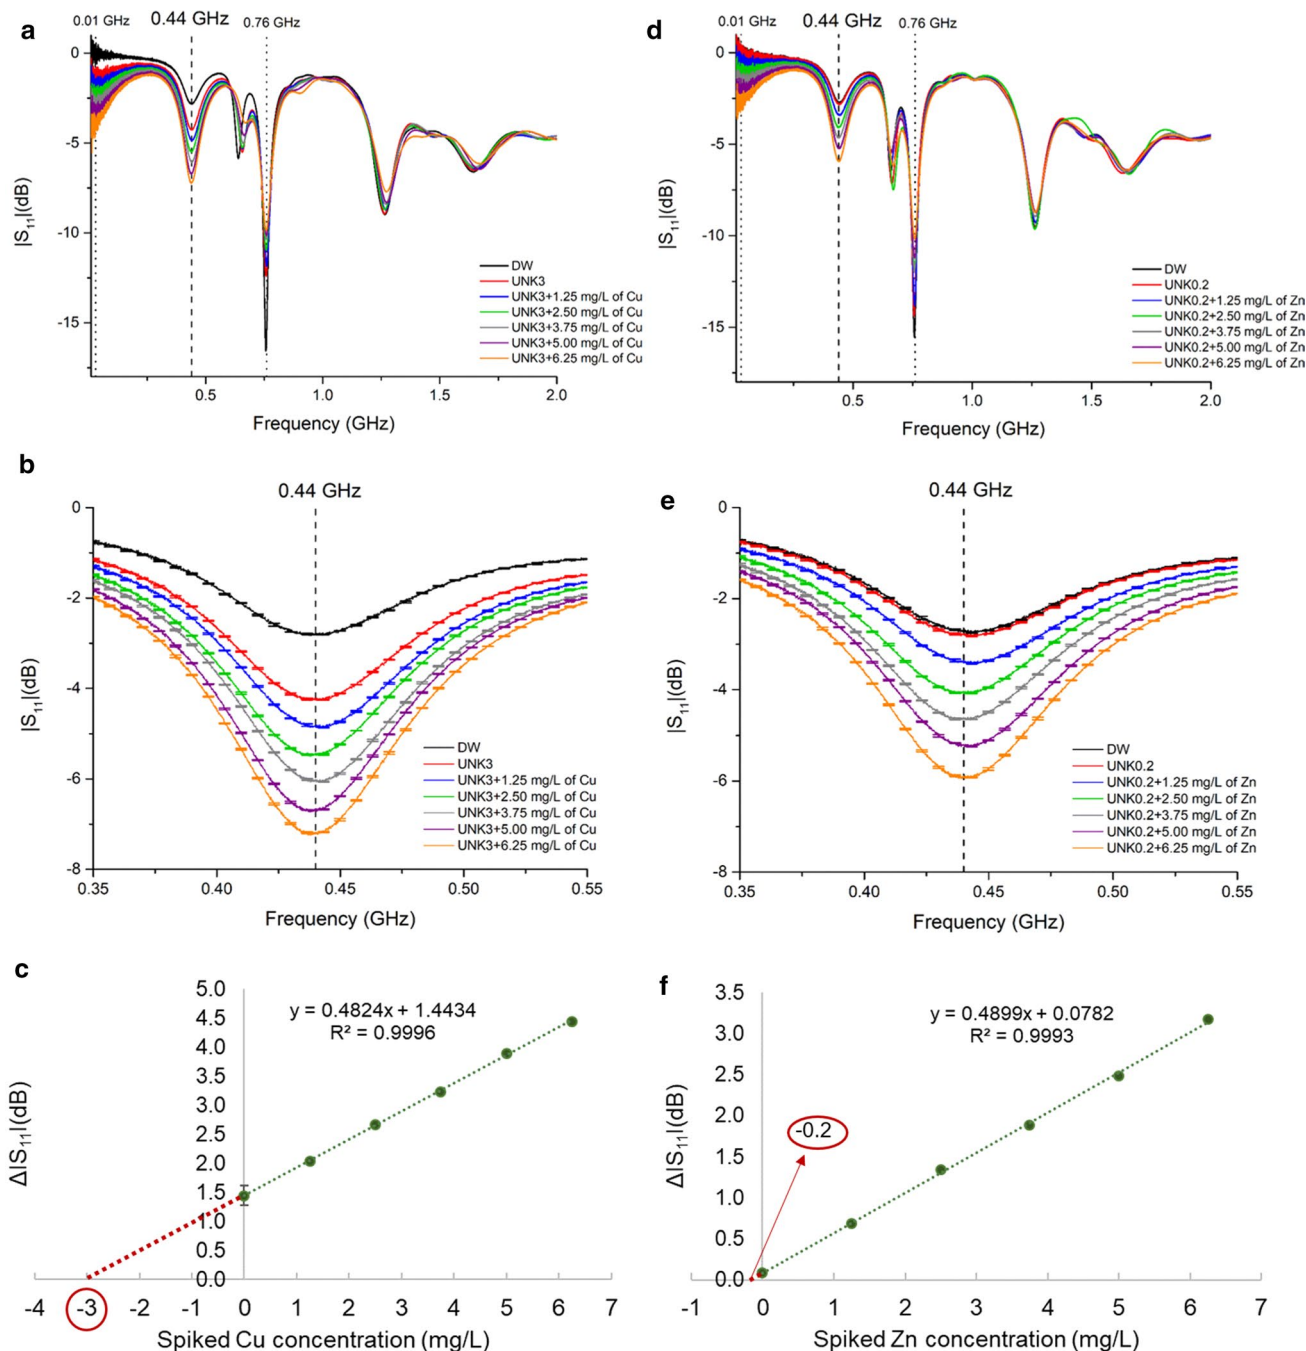 a
0.01 GHz
0.44 GHz
0.76 GHz
0
-5
-10
-15
|S11|(dB)
DW
UNK3
UNK3+1.25 mg/L of Cu
UNK3+2.50 mg/L of Cu
UNK3+3.75 mg/L of Cu
UNK3+5.00 mg/L of Cu
UNK3+6.25 mg/L of Cu
0.5
1.0
1.5
2.0
Frequency (GHz)
d
0.01 GHz
0.44 GHz
0.76 GHz
0
-5
-10
-15
|S11|(dB)
DW
UNK0.2
UNK0.2+1.25 mg/L of Zn
UNK0.2+2.50 mg/L of Zn
UNK0.2+3.75 mg/L of Zn
UNK0.2+5.00 mg/L of Zn
UNK0.2+6.25 mg/L of Zn
0.5
1.0
1.5
2.0
Frequency (GHz)
b
0.44 GHz
0
-2
-4
-6
-8
|S11|(dB)
DW
UNK3
UNK3+1.25 mg/L of Cu
UNK3+2.50 mg/L of Cu
UNK3+3.75 mg/L of Cu
UNK3+5.00 mg/L of Cu
UNK3+6.25 mg/L of Cu
0.35
0.40
0.45
0.50
0.55
Frequency (GHz)
e
0.44 GHz
0
-2
-4
-6
-8
|S11|(dB)
DW
UNK0.2
UNK0.2+1.25 mg/L of Zn
UNK0.2+2.50 mg/L of Zn
UNK0.2+3.75 mg/L of Zn
UNK0.2+5.00 mg/L of Zn
UNK0.2+6.25 mg/L of Zn
0.35
0.40
0.45
0.50
0.55
Frequency (GHz)
c
5.0
4.5
4.0
3.5
3.0
2.5
2.0
1.5
1.0
0.5
0.0
Δ|S11|(dB)
y = 0.4824x + 1.4434
R² = 0.9996
-4
-3
-2
-1
0
1
2
3
4
5
6
7
Spiked Cu concentration (mg/L)
f
3.5
3.0
2.5
2.0
1.5
1.0
0.5
0.0
Δ|S11|(dB)
y = 0.4899x + 0.0782
R² = 0.9993
-0.2
-1
0
1
2
3
4
5
6
7
Spiked Zn concentration (mg/L)